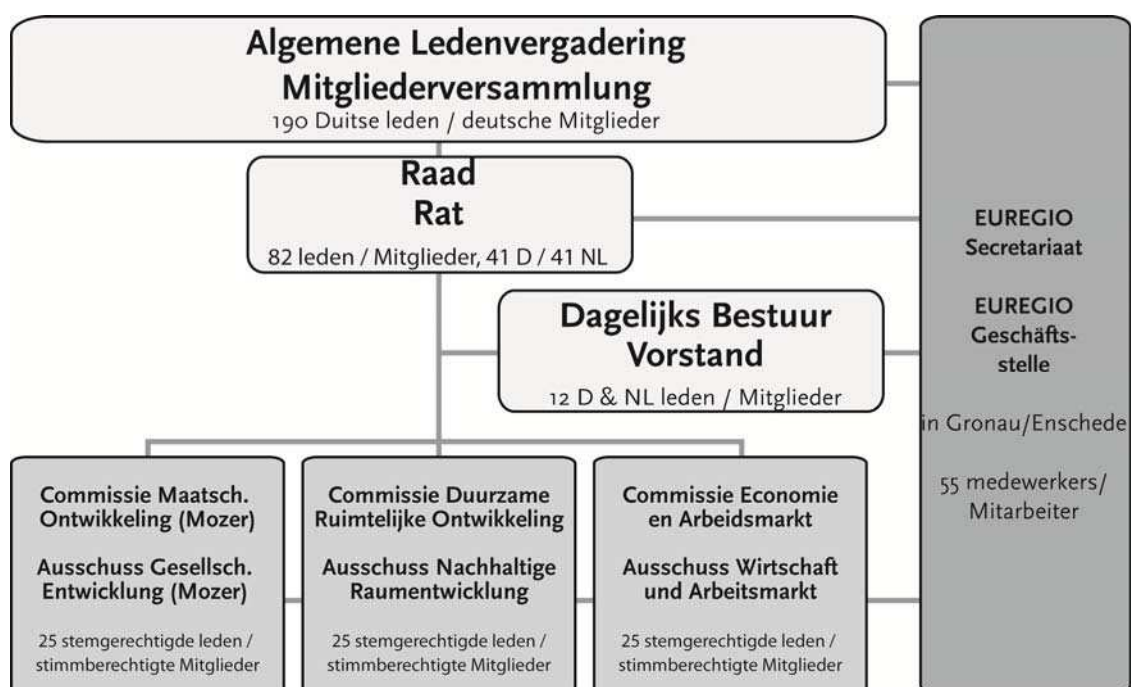 Algemene Ledenvergadering
Mitgliederversammlung
190 Duitse leden / deutsche Mitglieder
Raad
Rat
82 leden / Mitglieder, 41 D / 41 NL
Dagelijks Bestuur
Vorstand
12 D & NL leden / Mitglieder
EUREGIO
Secretariaat
EUREGIO
Geschäfts-
stelle
in Gronau/Enschede
55 medewerkers/
Mitarbeiter
Commissie Maatsch.
Ontwikkeling (Mozer)
Ausschuss Gesellsch.
Entwicklung (Mozer)
25 stemgerechtigde leden /
stimmberechtigte Mitglieder
Commissie Duurzame
Ruimtelijke Ontwikkeling
Ausschuss Nachhaltige
Raumentwicklung
25 stemgerechtigde leden /
stimmberechtigte Mitglieder
Commissie Economie
en Arbeidsmarkt
Ausschuss Wirtschaft
und Arbeitsmarkt
25 stemgerechtigde leden /
stimmberechtigte Mitglieder